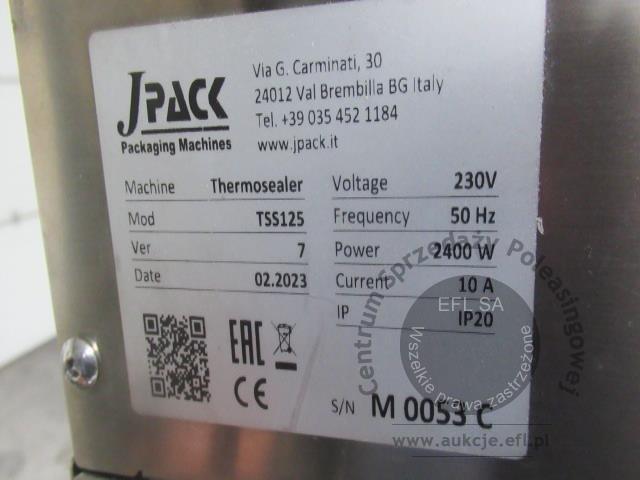 JPACK
Packaging Machines
Via G. Carminati, 30
24012 Val Brembilla BG Italy
Tel. +39 035 452 1184
www.jpack.it
Machine Thermosealer
Mod TSS125
Ver 7
Date 02.2023
Voltage 230V
Frequency 50 Hz
Power 2400 W
Current 10 A
IP IP20
EAC
CE
S/N M 0053 C
Centrum Sprzedaży Poleasingowej
EFL SA
Wszelkie prawa zastrzeżone
www.aukcje.efl.pl